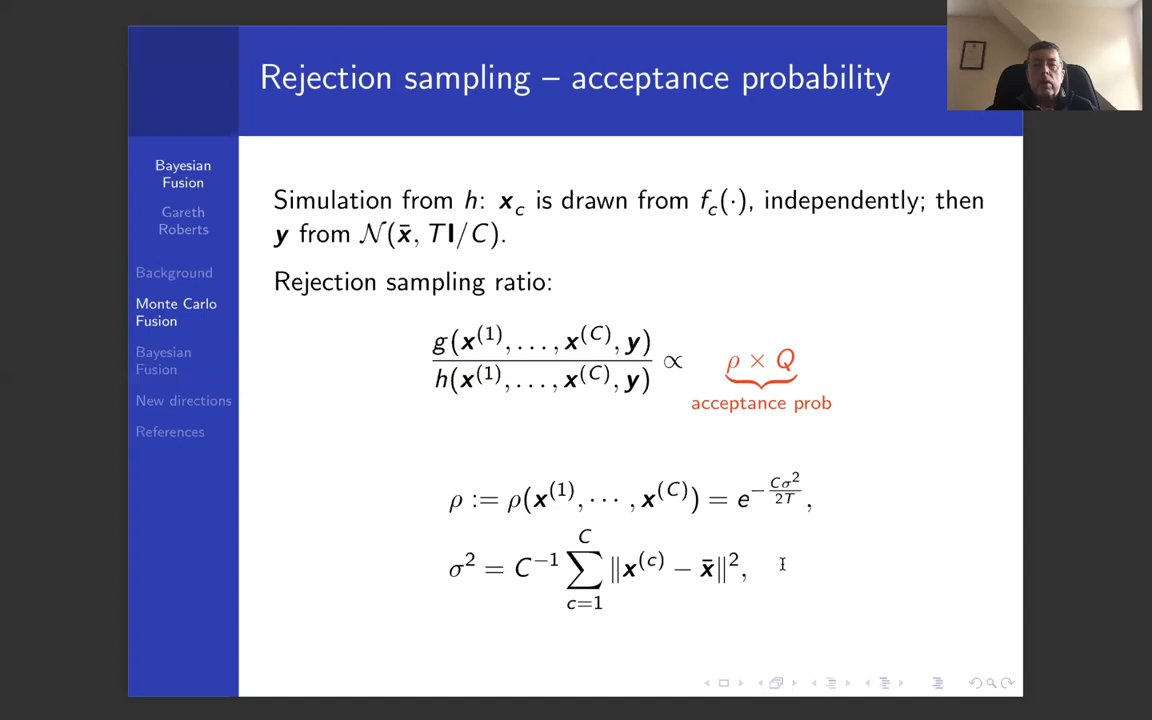 Rejection sampling – acceptance probability
Bayesian
Fusion
Gareth
Roberts
Background
Monte Carlo
Fusion
Bayesian
Fusion
New directions
References
Simulation from h: x_c is drawn from f_c(·), independently; then
y from 𝒩(x̄, T𝐈/C).
Rejection sampling ratio:
g(x^(1), . . . , x^(C), y) / h(x^(1), . . . , x^(C), y) ∝ ρ × Q
acceptance prob
ρ := ρ(x^(1), · · · , x^(C)) = e^{−Cσ²/2T},
σ² = C^{−1} ∑_{c=1}^{C} ‖x^(c) − x̄‖²,